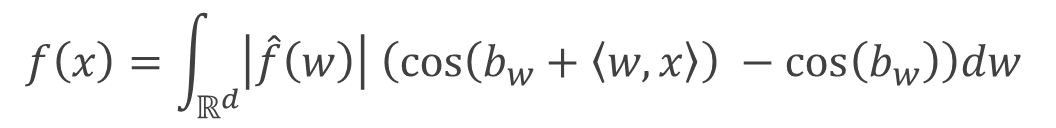 f(x) = ∫_{ℝ^d} |f̂(w)| (cos(b_w + ⟨w, x⟩) − cos(b_w))dw